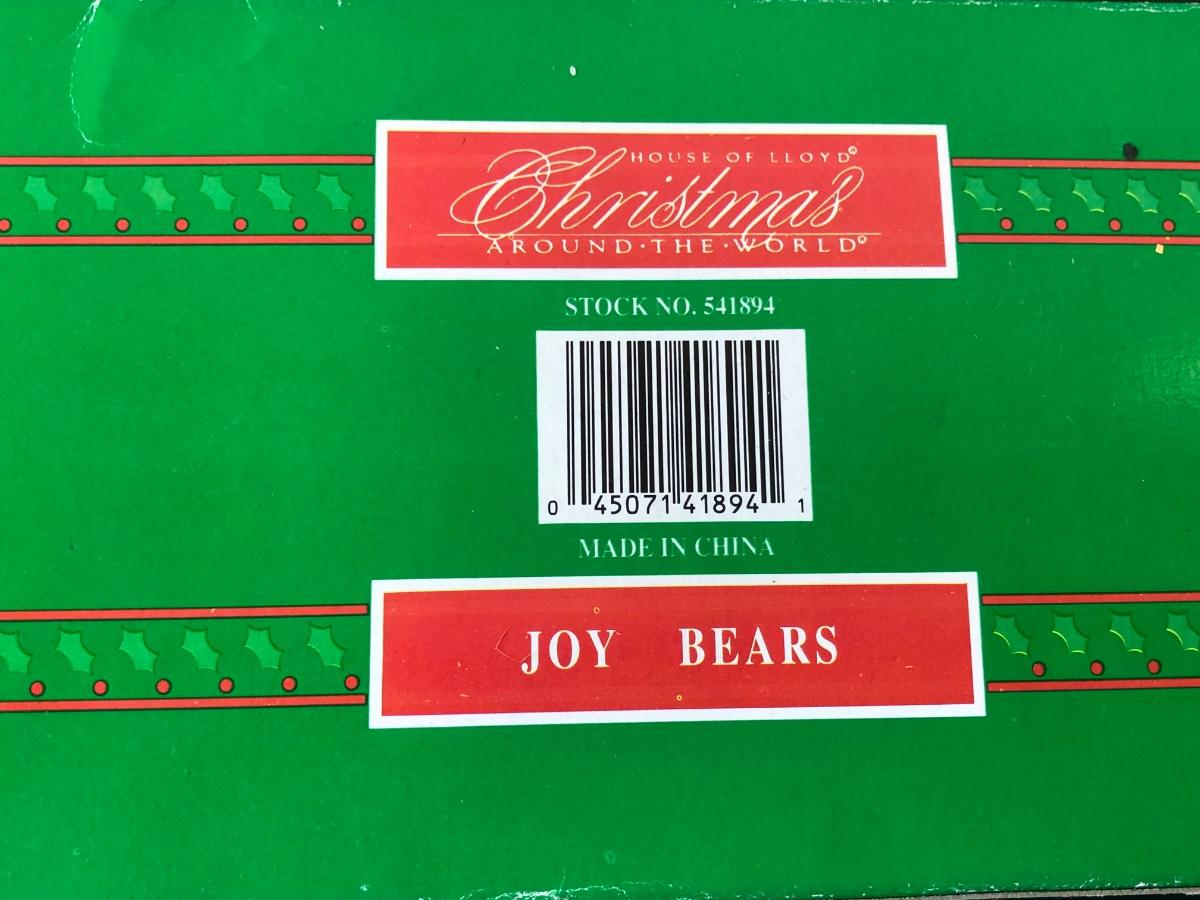 HOUSE OF LLOYD®
Christmas
AROUND·THE·WORLD®
STOCK NO. 541894
0 45071 41894 1
MADE IN CHINA
JOY BEARS